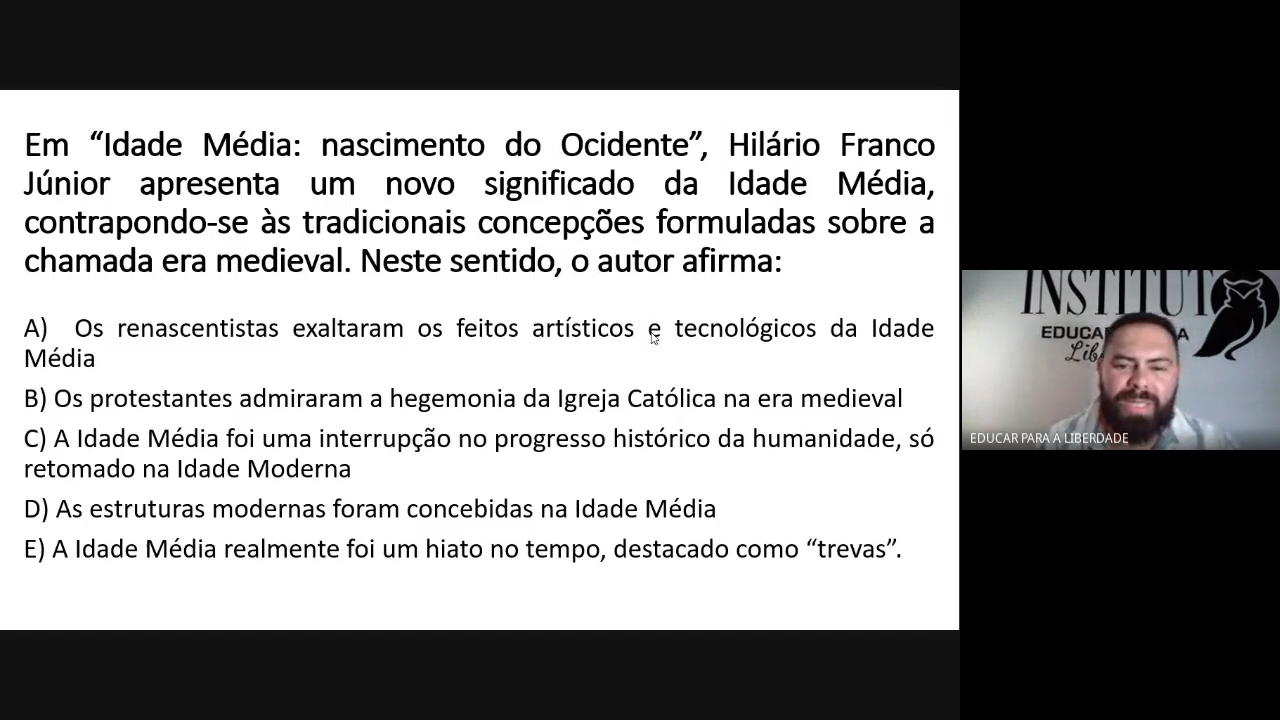 Em “Idade Média: nascimento do Ocidente”, Hilário Franco
Júnior apresenta um novo significado da Idade Média,
contrapondo-se às tradicionais concepções formuladas sobre a
chamada era medieval. Neste sentido, o autor afirma:
A) Os renascentistas exaltaram os feitos artísticos e tecnológicos da Idade
Média
B) Os protestantes admiraram a hegemonia da Igreja Católica na era medieval
C) A Idade Média foi uma interrupção no progresso histórico da humanidade, só
retomado na Idade Moderna
D) As estruturas modernas foram concebidas na Idade Média
E) A Idade Média realmente foi um hiato no tempo, destacado como “trevas”.
INSTITUT
EDUCA A
Lib
EDUCAR PARA A LIBERDADE